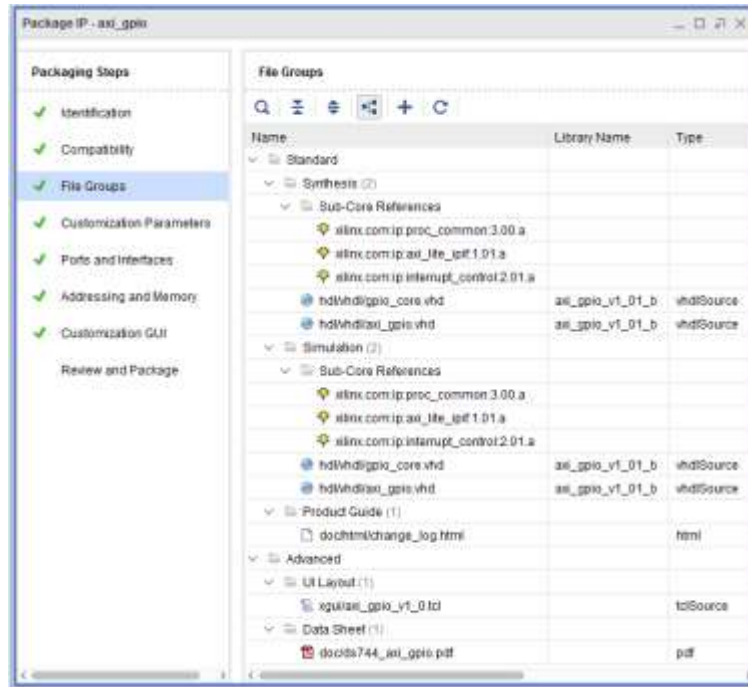 Package IP - axi_gpio
Packaging Steps
Identification
Compatibility
File Groups
Customization Parameters
Ports and Interfaces
Addressing and Memory
Customization GUI
Review and Package
File Groups
Name Library Name Type
Standard
Synthesis (2)
Sub-Core References
xilinx.com:ip:proc_common:3.00.a
xilinx.com:ip:axi_lite_ipif:1.01.a
xilinx.com:ip:interrupt_control:2.01.a
hdl/vhdl/gpio_core.vhd axi_gpio_v1_01_b vhdlSource
hdl/vhdl/axi_gpio.vhd axi_gpio_v1_01_b vhdlSource
Simulation (2)
Sub-Core References
xilinx.com:ip:proc_common:3.00.a
xilinx.com:ip:axi_lite_ipif:1.01.a
xilinx.com:ip:interrupt_control:2.01.a
hdl/vhdl/gpio_core.vhd axi_gpio_v1_01_b vhdlSource
hdl/vhdl/axi_gpio.vhd axi_gpio_v1_01_b vhdlSource
Product Guide (1)
doc/html/change_log.html html
Advanced
UI Layout (1)
xgui/axi_gpio_v1_0.tcl tclSource
Data Sheet (1)
doc/ds744_axi_gpio.pdf pdf